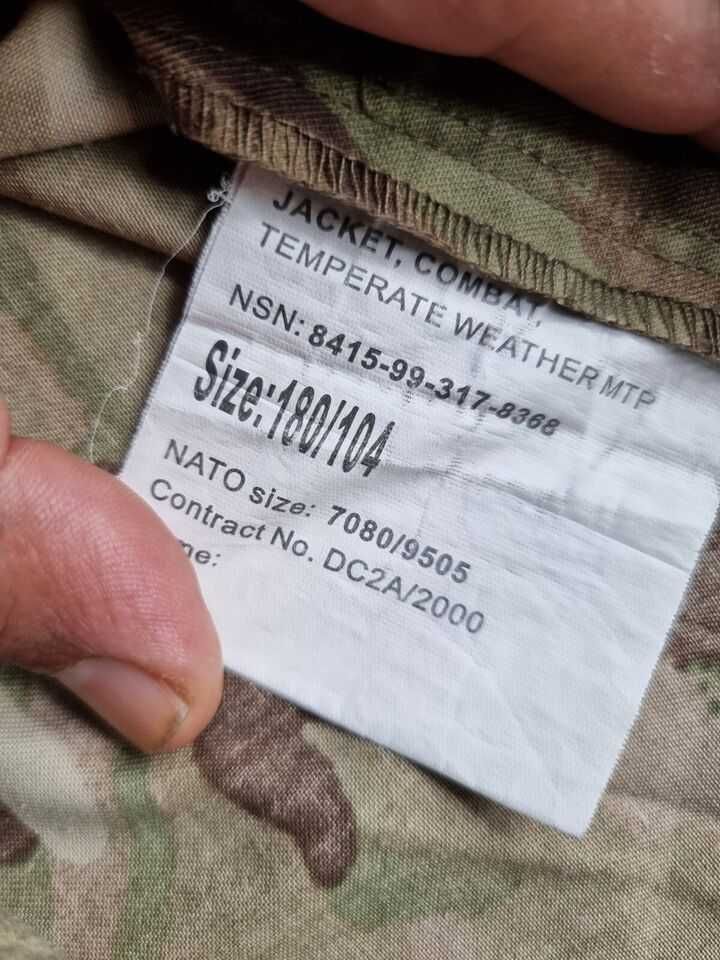 JACKET, COMBAT,
TEMPERATE WEATHER MTP
NSN: 8415-99-317-8368
Size:180/104
NATO size: 7080/9505
Contract No. DC2A/2000
me: